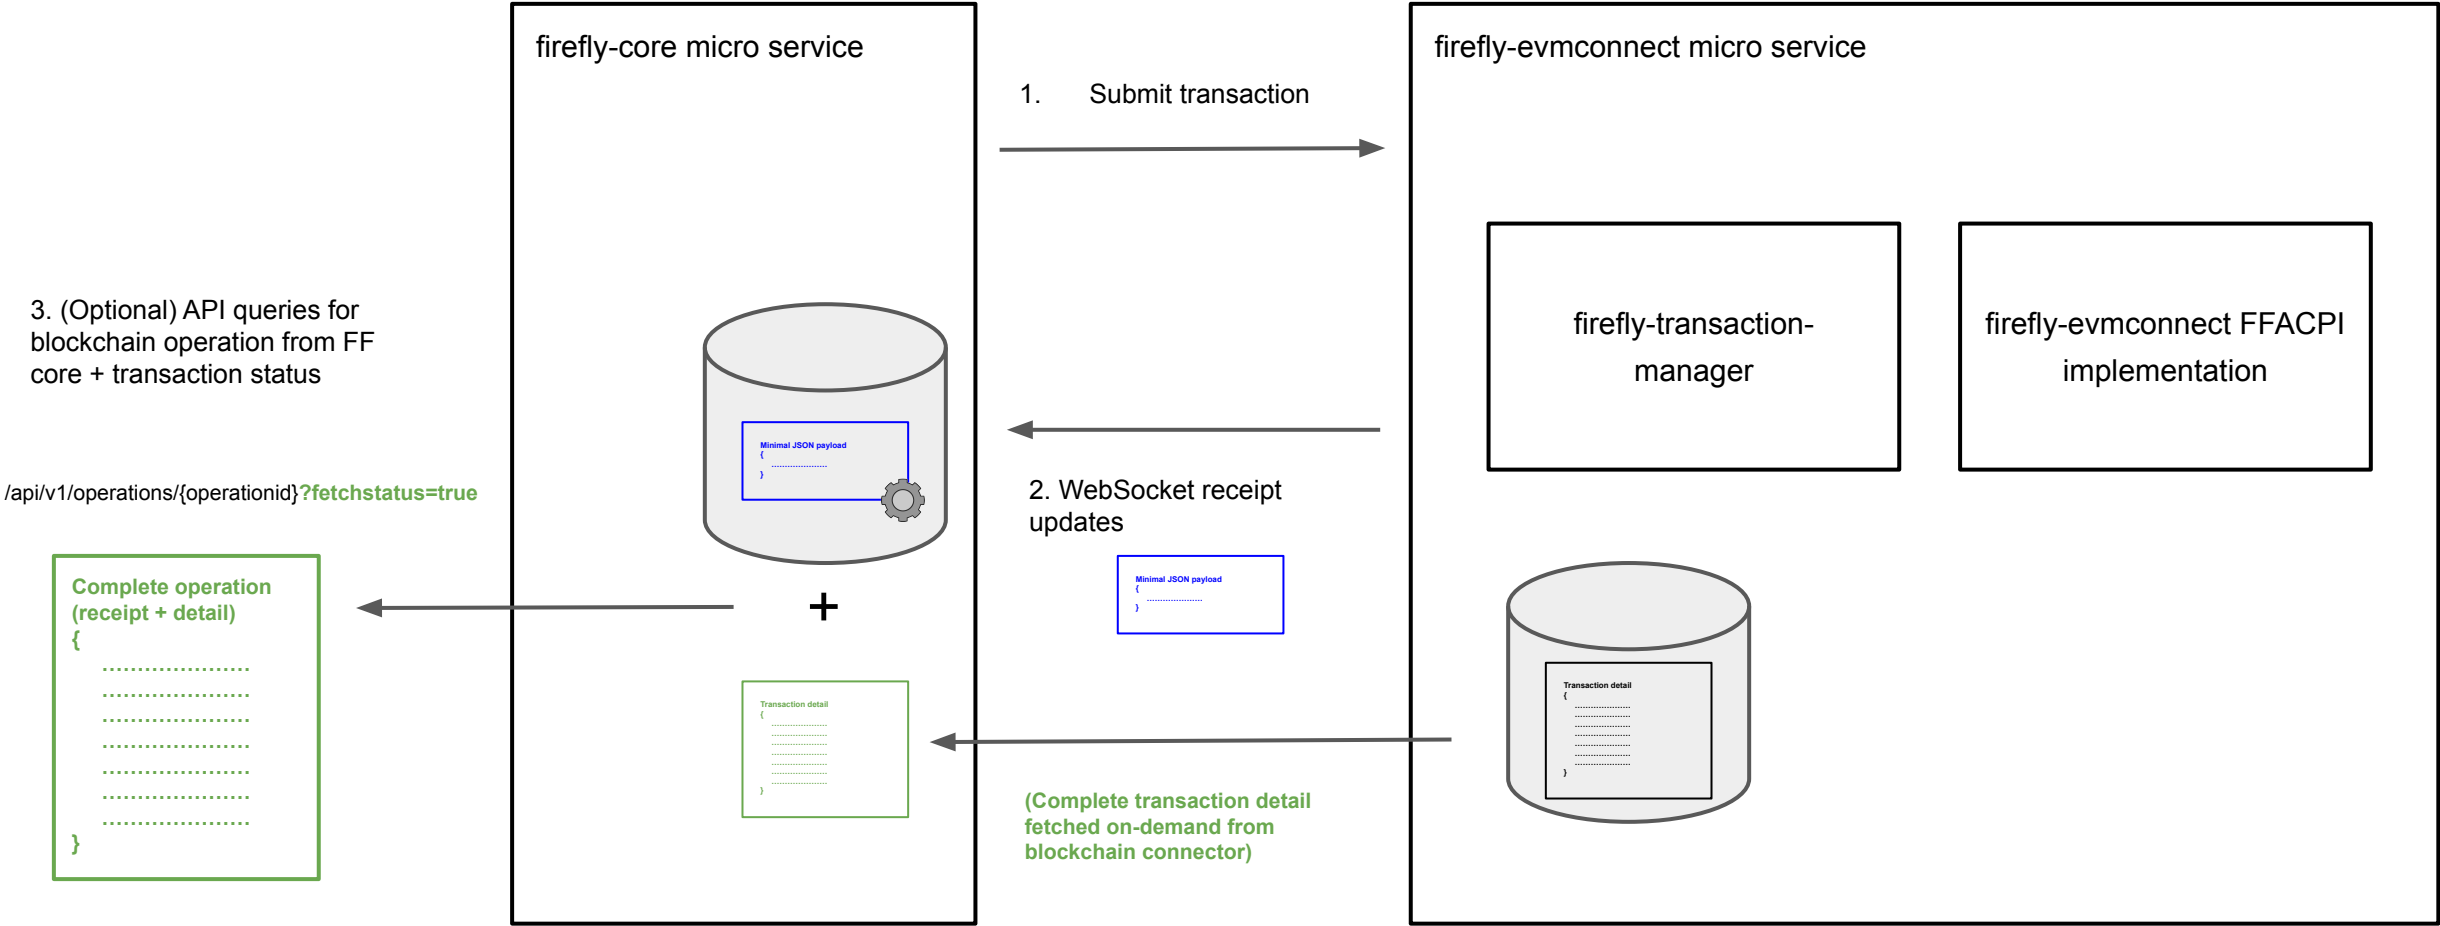 firefly-core micro service
firefly-evmconnect micro service
1. Submit transaction
firefly-transaction-
manager
firefly-evmconnect FFACPI
implementation
3. (Optional) API queries for
blockchain operation from FF
core + transaction status
/api/v1/operations/{operationid}?fetchstatus=true
Minimal JSON payload
{
.....................
}
2. WebSocket receipt
updates
Minimal JSON payload
{
.....................
}
Complete operation
(receipt + detail)
{
.....................
.....................
.....................
.....................
.....................
.....................
.....................
}
+
Transaction detail
{
.....................
.....................
.....................
.....................
.....................
.....................
.....................
}
(Complete transaction detail
fetched on-demand from
blockchain connector)
Transaction detail
{
.....................
.....................
.....................
.....................
.....................
.....................
.....................
}